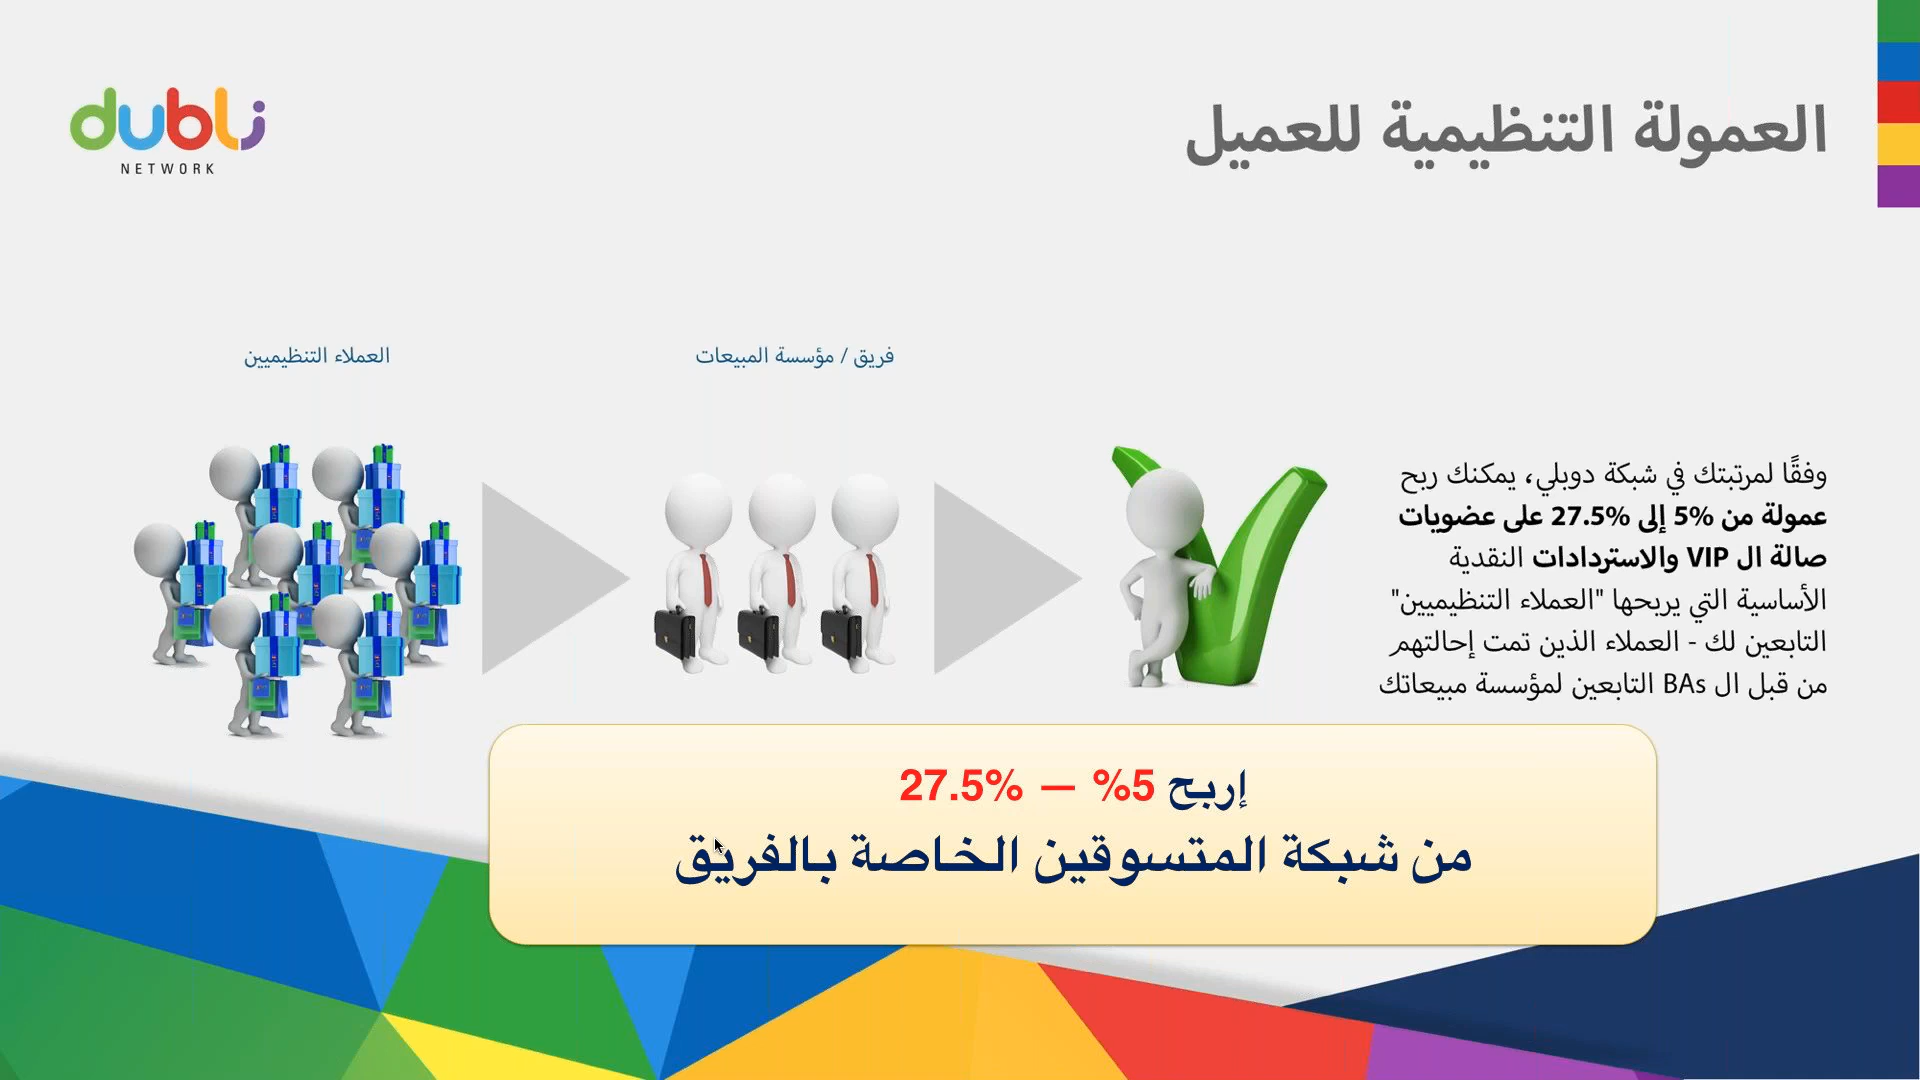 dubli
NETWORK
العمولة التنظيمية للعميل
فريق / مؤسسة المبيعات
العملاء التنظيميين
وفقًا لمرتبتك في شبكة دوبلي، يمكنك ربح
عمولة من 5% إلى 27.5% على عضويات
صالة ال VIP والاستردادات النقدية
الأساسية التي يربحها "العملاء التنظيميين"
التابعين لك - العملاء الذين تمت إحالتهم
من قبل ال BAs التابعين لمؤسسة مبيعاتك
إربح 5% – 27.5%
من شبكة المتسوقين الخاصة بالفريق